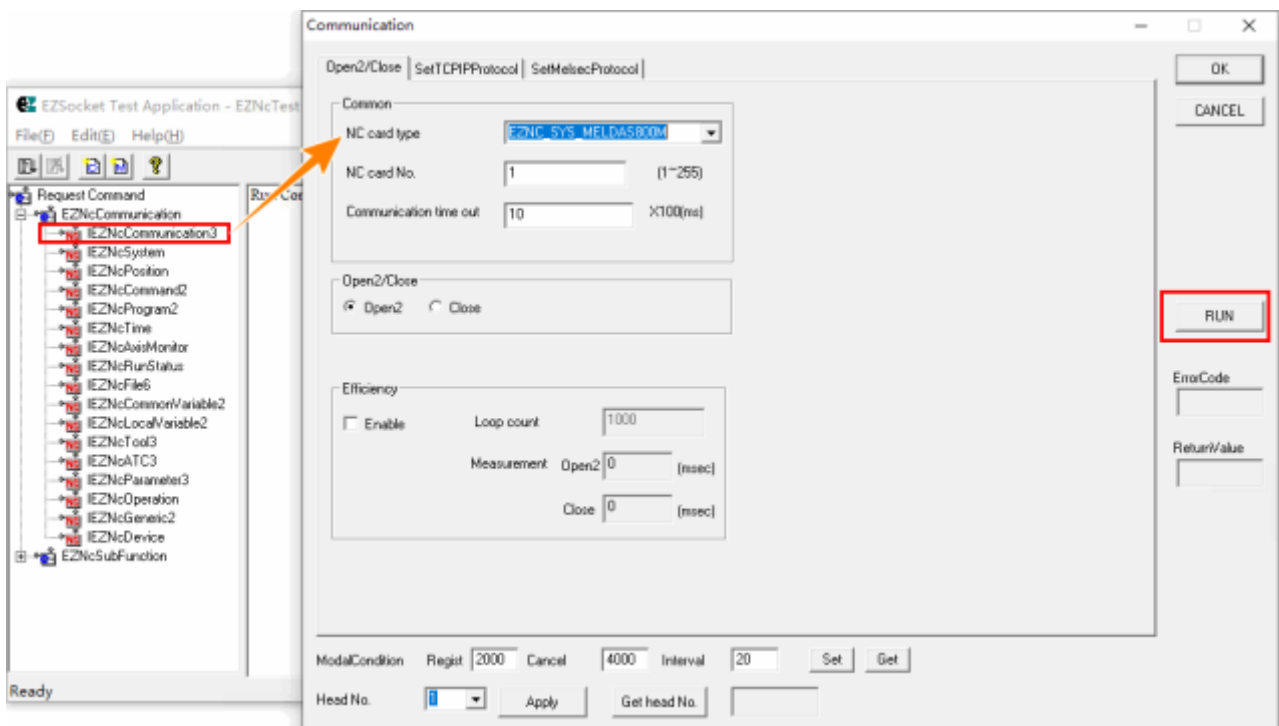 EZSocket Test Application - EZNcTest
File(F) Edit(E) Help(H)
Request Command
EZNcCommunication
IEZNcCommunication3
IEZNcSystem
IEZNcPosition
IEZNcCommand2
IEZNcProgram2
IEZNcTime
IEZNcAxisMonitor
IEZNcRunStatus
IEZNcFile6
IEZNcCommonVariable2
IEZNcLocalVariable2
IEZNcTool3
IEZNcATC3
IEZNcParameter3
IEZNcOperation
IEZNcGeneric2
IEZNcDevice
EZNcSubFunction
Ready
Communication
Open2/Close SetTCPIPProtocol SetMelsecProtocol
Common
NC card type EZNC_SYS_MELDAS800M
NC card No. 1 (1~255)
Communication time out 10 X100(ms)
Open2/Close
Open2 Close
Efficiency
Enable Loop count 1000
Measurement Open2 0 (msec)
Close 0 (msec)
OK
CANCEL
RUN
ErrorCode
ReturnValue
ModalCondition Regist 2000 Cancel 4000 Interval 20 Set Get
Head No. 1 Apply Get head No.